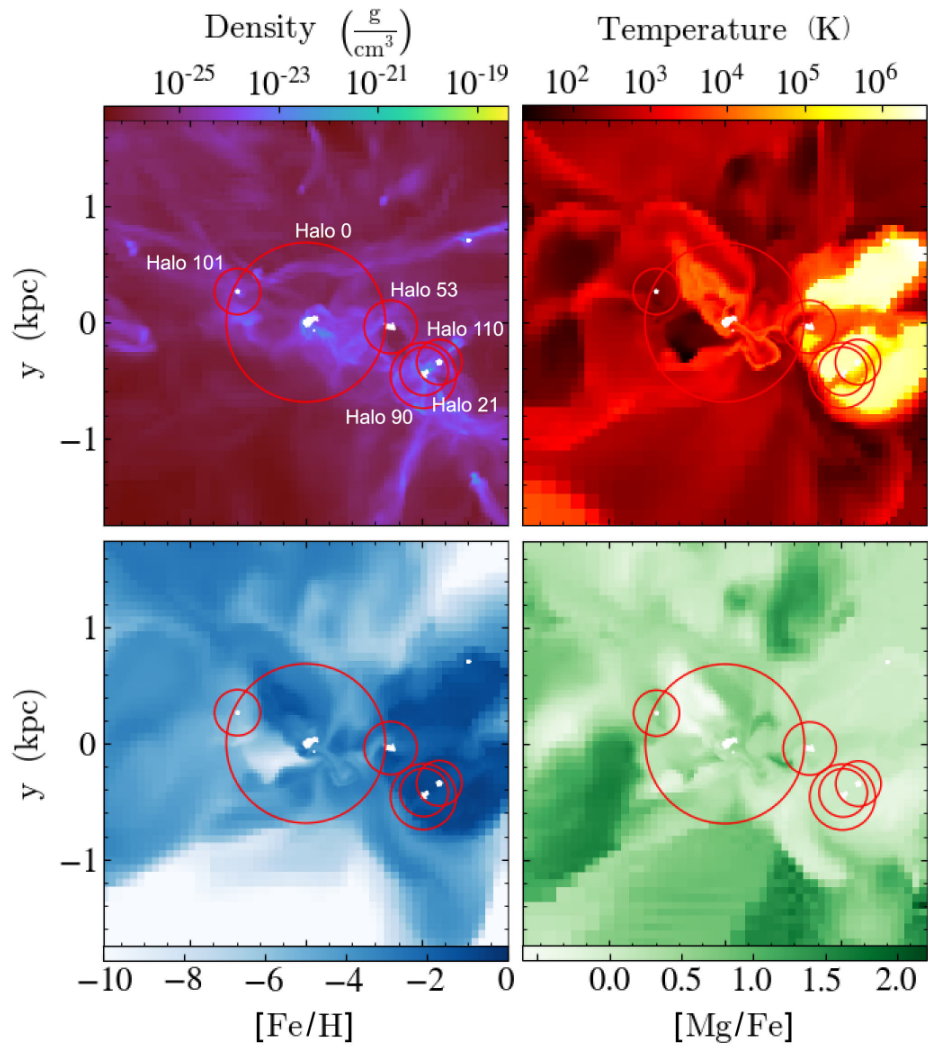 Density (g/cm³) Temperature (K)
10⁻²⁵ 10⁻²³ 10⁻²¹ 10⁻¹⁹ 10² 10³ 10⁴ 10⁵ 10⁶
1
Halo 0
Halo 101
Halo 53
0
Halo 110
y (kpc)
Halo 90
Halo 21
−1
1
0
y (kpc)
−1
−10 −8 −6 −4 −2 0 0.0 0.5 1.0 1.5 2.0
[Fe/H] [Mg/Fe]